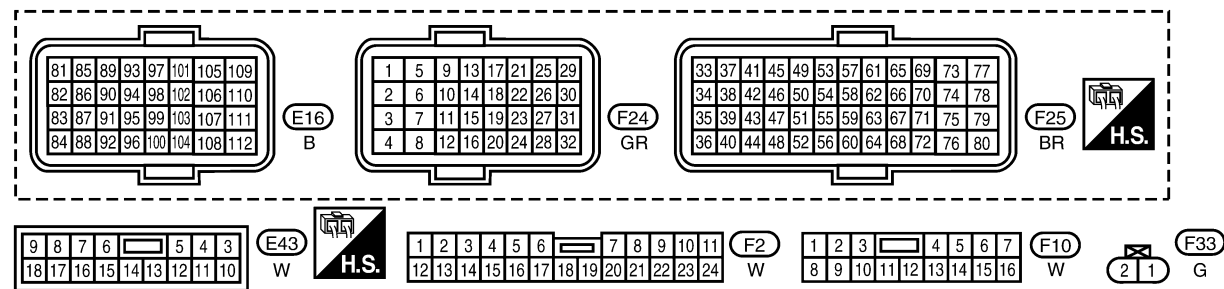 81 85 89 93 97 101 105 109
82 86 90 94 98 102 106 110
83 87 91 95 99 103 107 111
84 88 92 96 100 104 108 112
E16
B
1 5 9 13 17 21 25 29
2 6 10 14 18 22 26 30
3 7 11 15 19 23 27 31
4 8 12 16 20 24 28 32
F24
GR
33 37 41 45 49 53 57 61 65 69 73 77
34 38 42 46 50 54 58 62 66 70 74 78
35 39 43 47 51 55 59 63 67 71 75 79
36 40 44 48 52 56 60 64 68 72 76 80
F25
BR
H.S.
9 8 7 6 5 4 3
18 17 16 15 14 13 12 11 10
E43
W
H.S.
1 2 3 4 5 6 7 8 9 10 11
12 13 14 15 16 17 18 19 20 21 22 23 24
F2
W
1 2 3 4 5 6 7
8 9 10 11 12 13 14 15 16
F10
W
2 1
F33
G